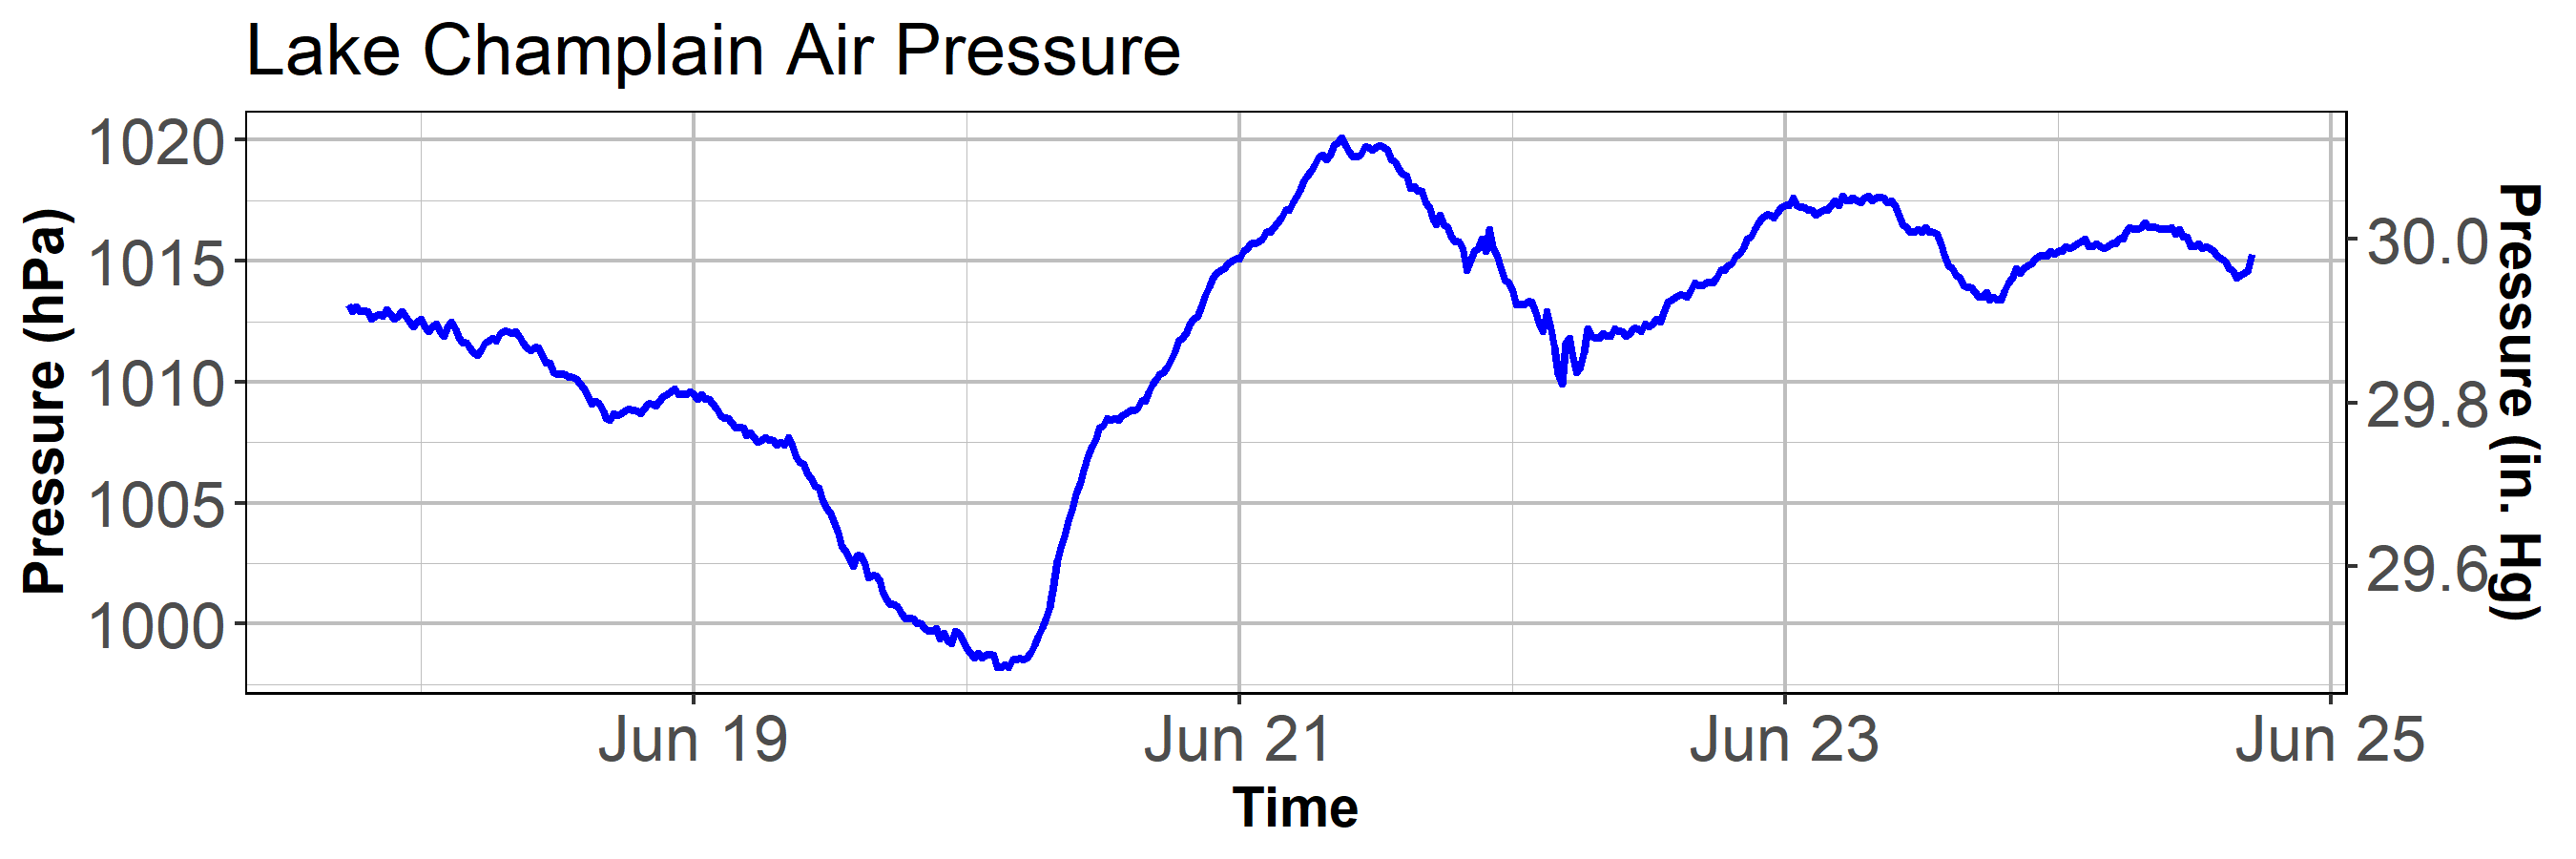 Lake Champlain Air Pressure
Pressure (hPa)
1020
1015
1010
1005
1000
30.0
29.8
29.6
Pressure (in. Hg)
Jun 19
Jun 21
Jun 23
Jun 25
Time